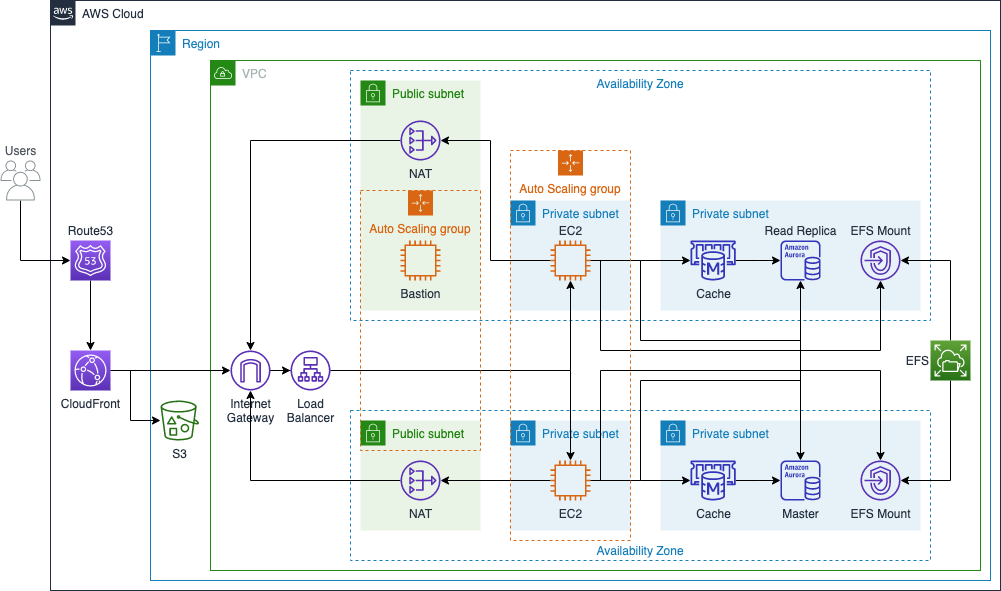 aws
AWS Cloud
Region
VPC
Availability Zone
Public subnet
NAT
Auto Scaling group
Bastion
Auto Scaling group
Private subnet
EC2
Private subnet
Read Replica
EFS Mount
Amazon
Aurora
M
Cache
Users
Route53
53
CloudFront
S3
Internet
Gateway
Load
Balancer
EFS
Public subnet
NAT
Private subnet
EC2
Private subnet
Amazon
Aurora
M
Cache
Master
EFS Mount
Availability Zone